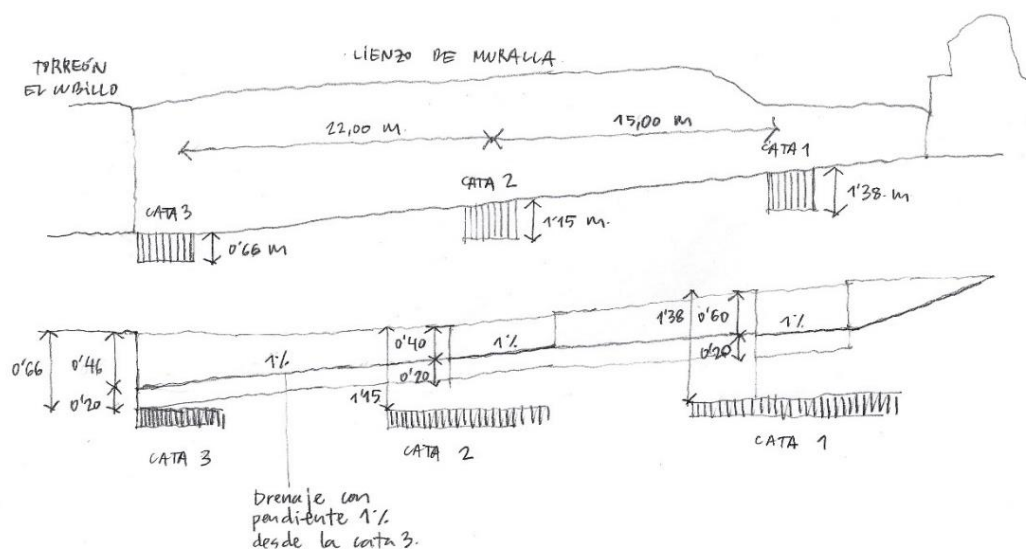 TORREÓN
EL CUBILLO
LIENZO DE MURALLA
22,00 m.
15,00 m.
CATA 1
CATA 2
CATA 3
1'38 m
1'15 m.
0'66 m
0'66
0'46
0'20
1%
1'15
0'40
0'20
1%
1'38
0'60
0'20
1%
CATA 3
CATA 2
CATA 1
Drenaje con
pendiente 1%
desde la cata 3.